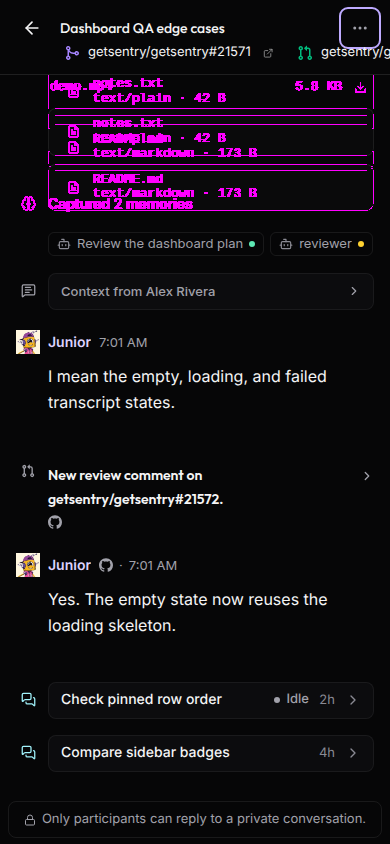 Dashboard QA edge cases
getsentry/getsentry#21571
getsentry/g
demo.mp4
notes.txt
5.8 KB
text/plain · 42 B
notes.txt
text/plain · 42 B
README.md
text/markdown · 173 B
README.md
text/markdown · 173 B
Captured 2 memories
Review the dashboard plan
reviewer
Context from Alex Rivera
Junior 7:01 AM
I mean the empty, loading, and failed
transcript states.
New review comment on
getsentry/getsentry#21572.
Junior · 7:01 AM
Yes. The empty state now reuses the
loading skeleton.
Check pinned row order Idle 2h
Compare sidebar badges 4h
Only participants can reply to a private conversation.